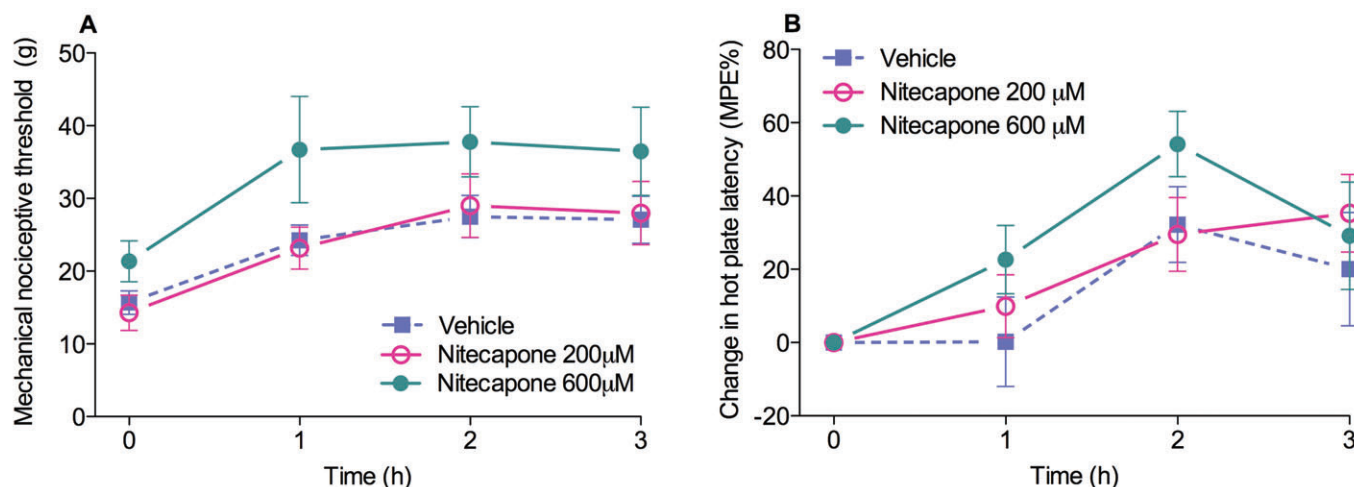 A
Mechanical nociceptive threshold (g)
50
40
30
20
10
0
0 1 2 3
Time (h)
Vehicle
Nitecapone 200μM
Nitecapone 600μM
B
Change in hot plate latency (MPE%)
80
60
40
20
0
-20
0 1 2 3
Time (h)
Vehicle
Nitecapone 200 μM
Nitecapone 600 μM